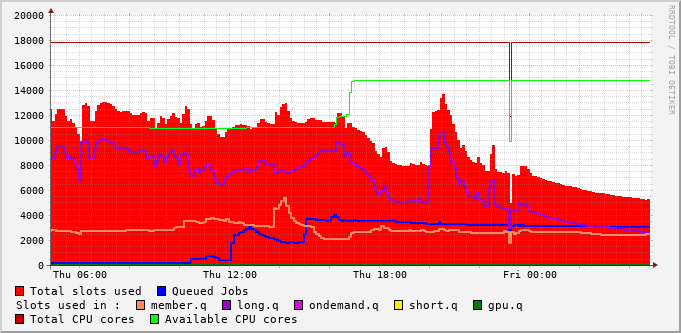 20000
18000
16000
14000
12000
10000
8000
6000
4000
2000
0
Thu 06:00 Thu 12:00 Thu 18:00 Fri 00:00
RRDTOOL / TOBI OETIKER
Total slots used Queued Jobs
Slots used in : member.q long.q ondemand.q short.q gpu.q
Total CPU cores Available CPU cores